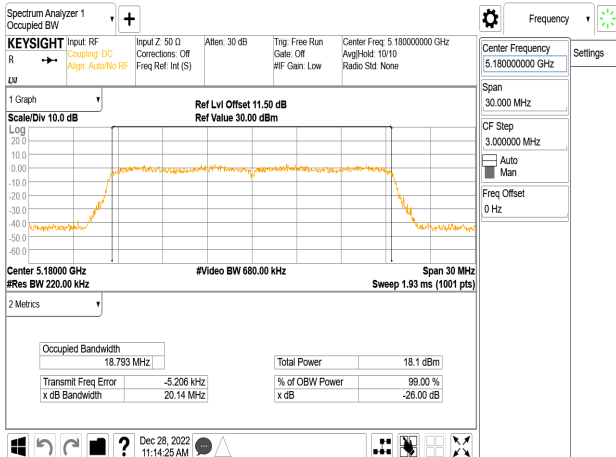 Spectrum Analyzer 1
Occupied BW
Frequency
KEYSIGHT
R
LXI
Input: RF
Coupling: DC
Align: Auto/No RF
Input Z: 50 Ω
Corrections: Off
Freq Ref: Int (S)
Atten: 30 dB
Trig: Free Run
Gate: Off
#IF Gain: Low
Center Freq: 5.180000000 GHz
Avg|Hold: 10/10
Radio Std: None
Center Frequency
5.180000000 GHz
Settings
Span
30.000 MHz
CF Step
3.000000 MHz
Auto
Man
Freq Offset
0 Hz
1 Graph
Ref Lvl Offset 11.50 dB
Scale/Div 10.0 dB
Ref Value 30.00 dBm
Log
20.0
10.0
0.00
-10.0
-20.0
-30.0
-40.0
-50.0
-60.0
Center 5.18000 GHz
#Video BW 680.00 kHz
Span 30 MHz
#Res BW 220.00 kHz
Sweep 1.93 ms (1001 pts)
2 Metrics
Occupied Bandwidth
18.793 MHz
Total Power 18.1 dBm
Transmit Freq Error -5.206 kHz
% of OBW Power 99.00 %
x dB Bandwidth 20.14 MHz
x dB -26.00 dB
?
Dec 28, 2022
11:14:25 AM